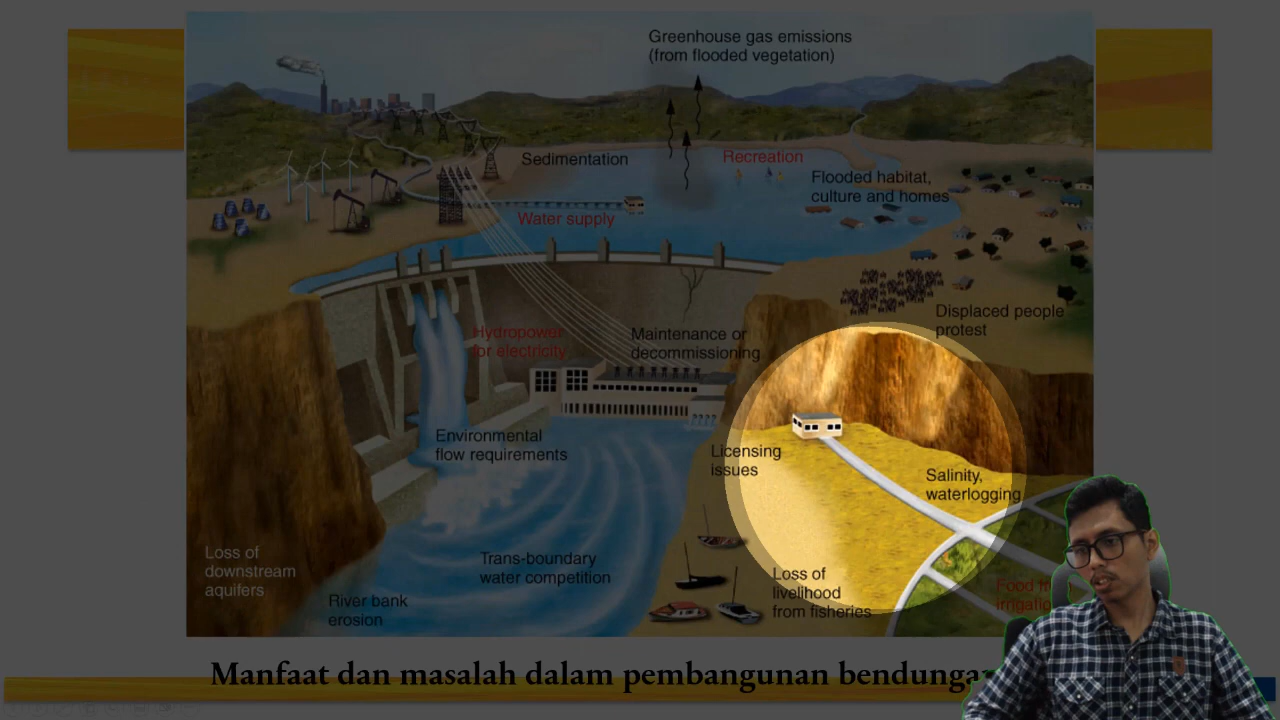 Greenhouse gas emissions
(from flooded vegetation)
Sedimentation
Recreation
Flooded habitat,
culture and homes
Water supply
Displaced people
protest
Hydropower
for electricity
Maintenance or
decommissioning
Environmental
flow requirements
Licensing
issues
Salinity,
waterlogging
Loss of
downstream
aquifers
Trans-boundary
water competition
Loss of
livelihood
from fisheries
River bank
erosion
Food
Manfaat dan masalah dalam pembangunan